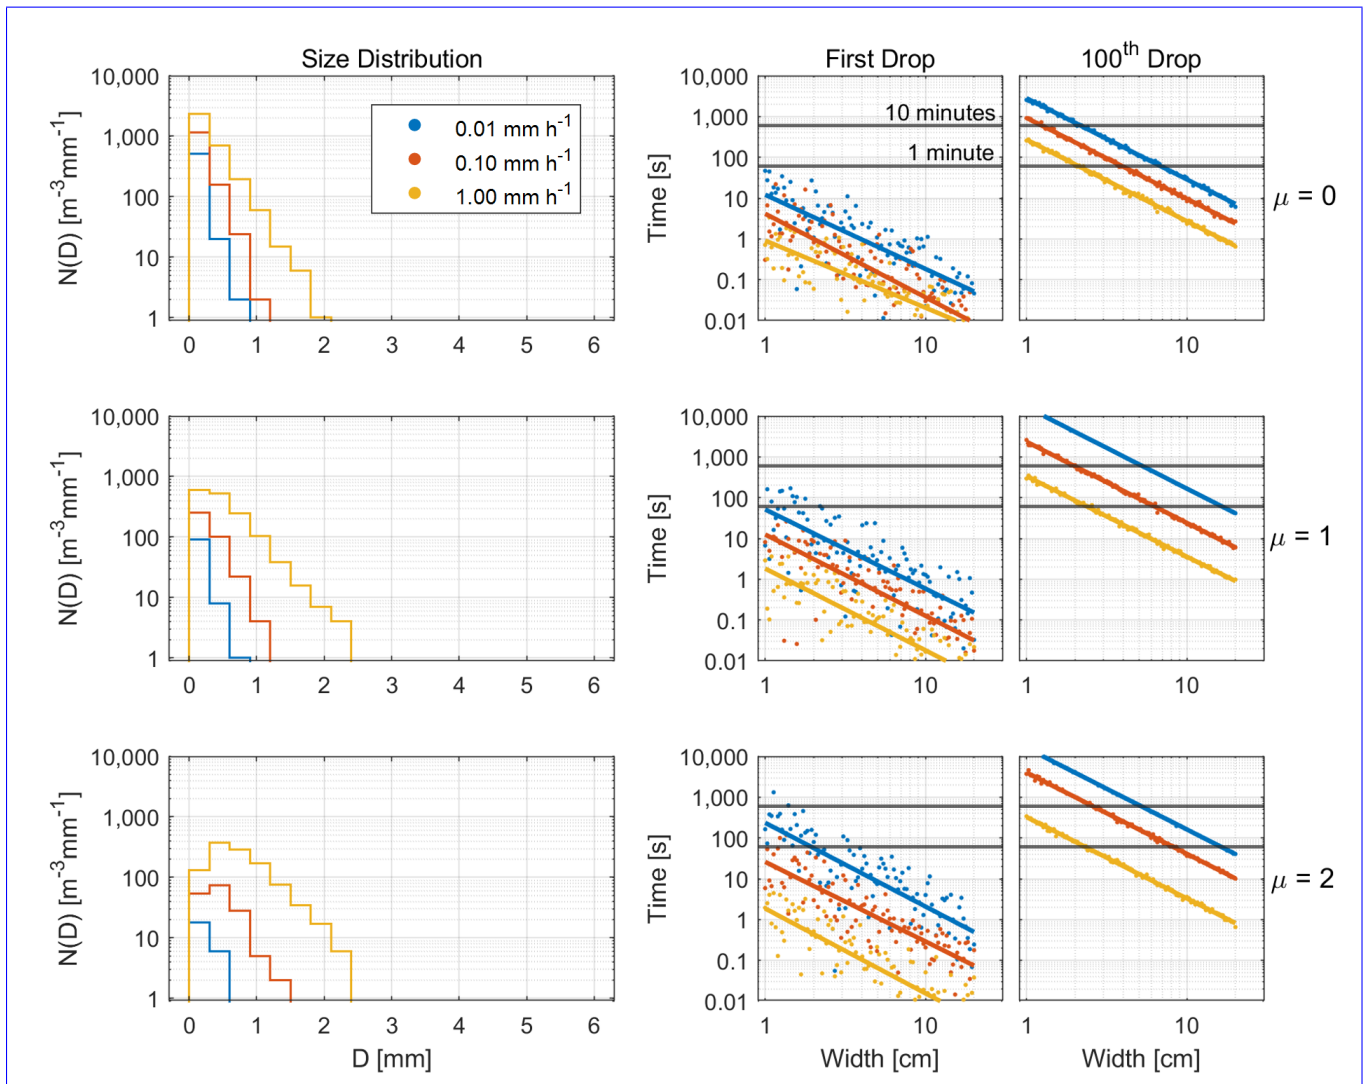 Size Distribution
First Drop
100th Drop
N(D) [m-3mm-1]
10,000
1,000
100
10
1
0 1 2 3 4 5 6
0.01 mm h-1
0.10 mm h-1
1.00 mm h-1
Time [s]
10,000
1,000
100
10
1
0.1
0.01
10 minutes
1 minute
1 10
1 10
μ = 0
N(D) [m-3mm-1]
10,000
1,000
100
10
1
0 1 2 3 4 5 6
Time [s]
10,000
1,000
100
10
1
0.1
0.01
1 10
1 10
μ = 1
N(D) [m-3mm-1]
10,000
1,000
100
10
1
0 1 2 3 4 5 6
D [mm]
Time [s]
10,000
1,000
100
10
1
0.1
0.01
1 10
Width [cm]
1 10
Width [cm]
μ = 2